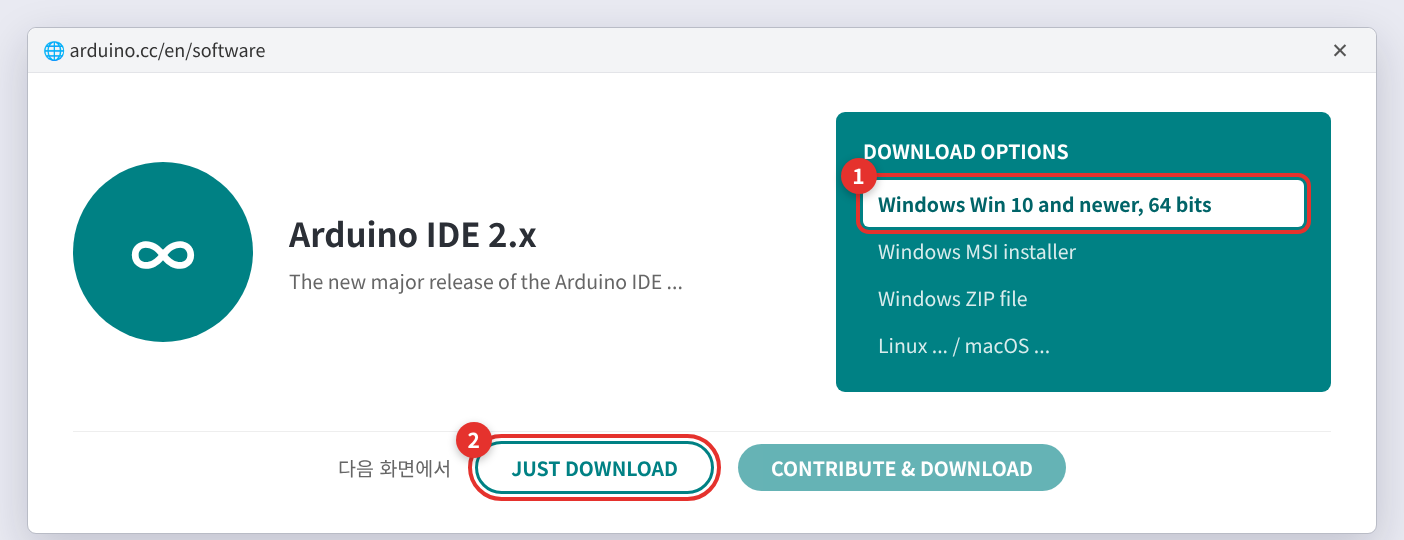 arduino.cc/en/software
Arduino IDE 2.x
The new major release of the Arduino IDE ...
DOWNLOAD OPTIONS
1
Windows Win 10 and newer, 64 bits
Windows MSI installer
Windows ZIP file
Linux ... / macOS ...
2
다음 화면에서 JUST DOWNLOAD CONTRIBUTE & DOWNLOAD